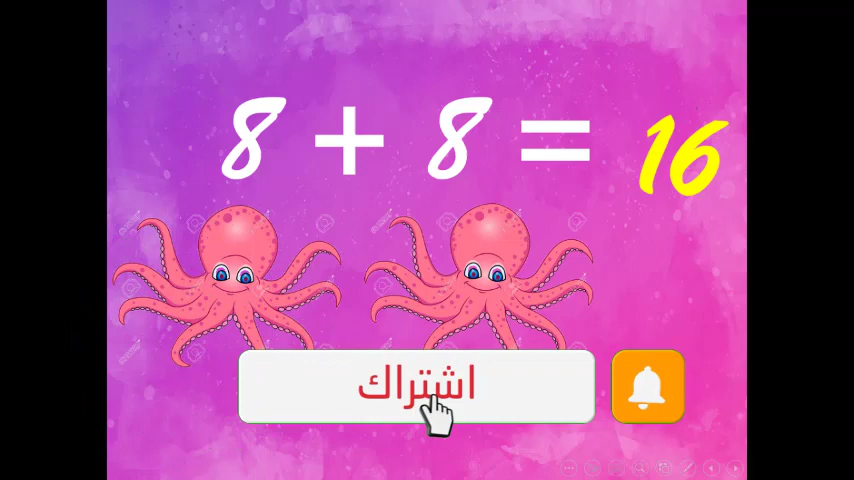 8 + 8 = 16
اشتراك